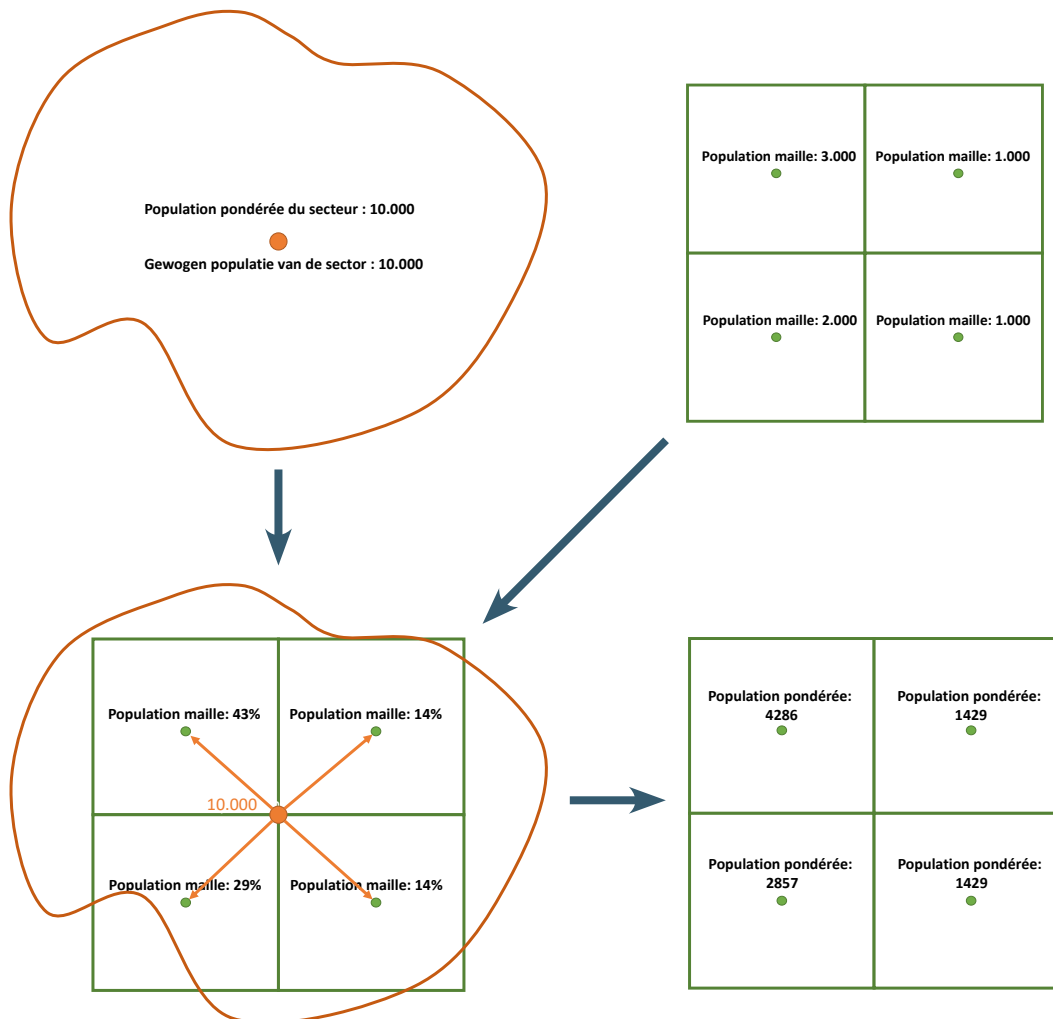 Population pondérée du secteur : 10.000
Gewogen populatie van de sector : 10.000
Population maille: 3.000
Population maille: 1.000
Population maille: 2.000
Population maille: 1.000
Population maille: 43%
Population maille: 14%
10.000
Population maille: 29%
Population maille: 14%
Population pondérée:
4286
Population pondérée:
1429
Population pondérée:
2857
Population pondérée:
1429